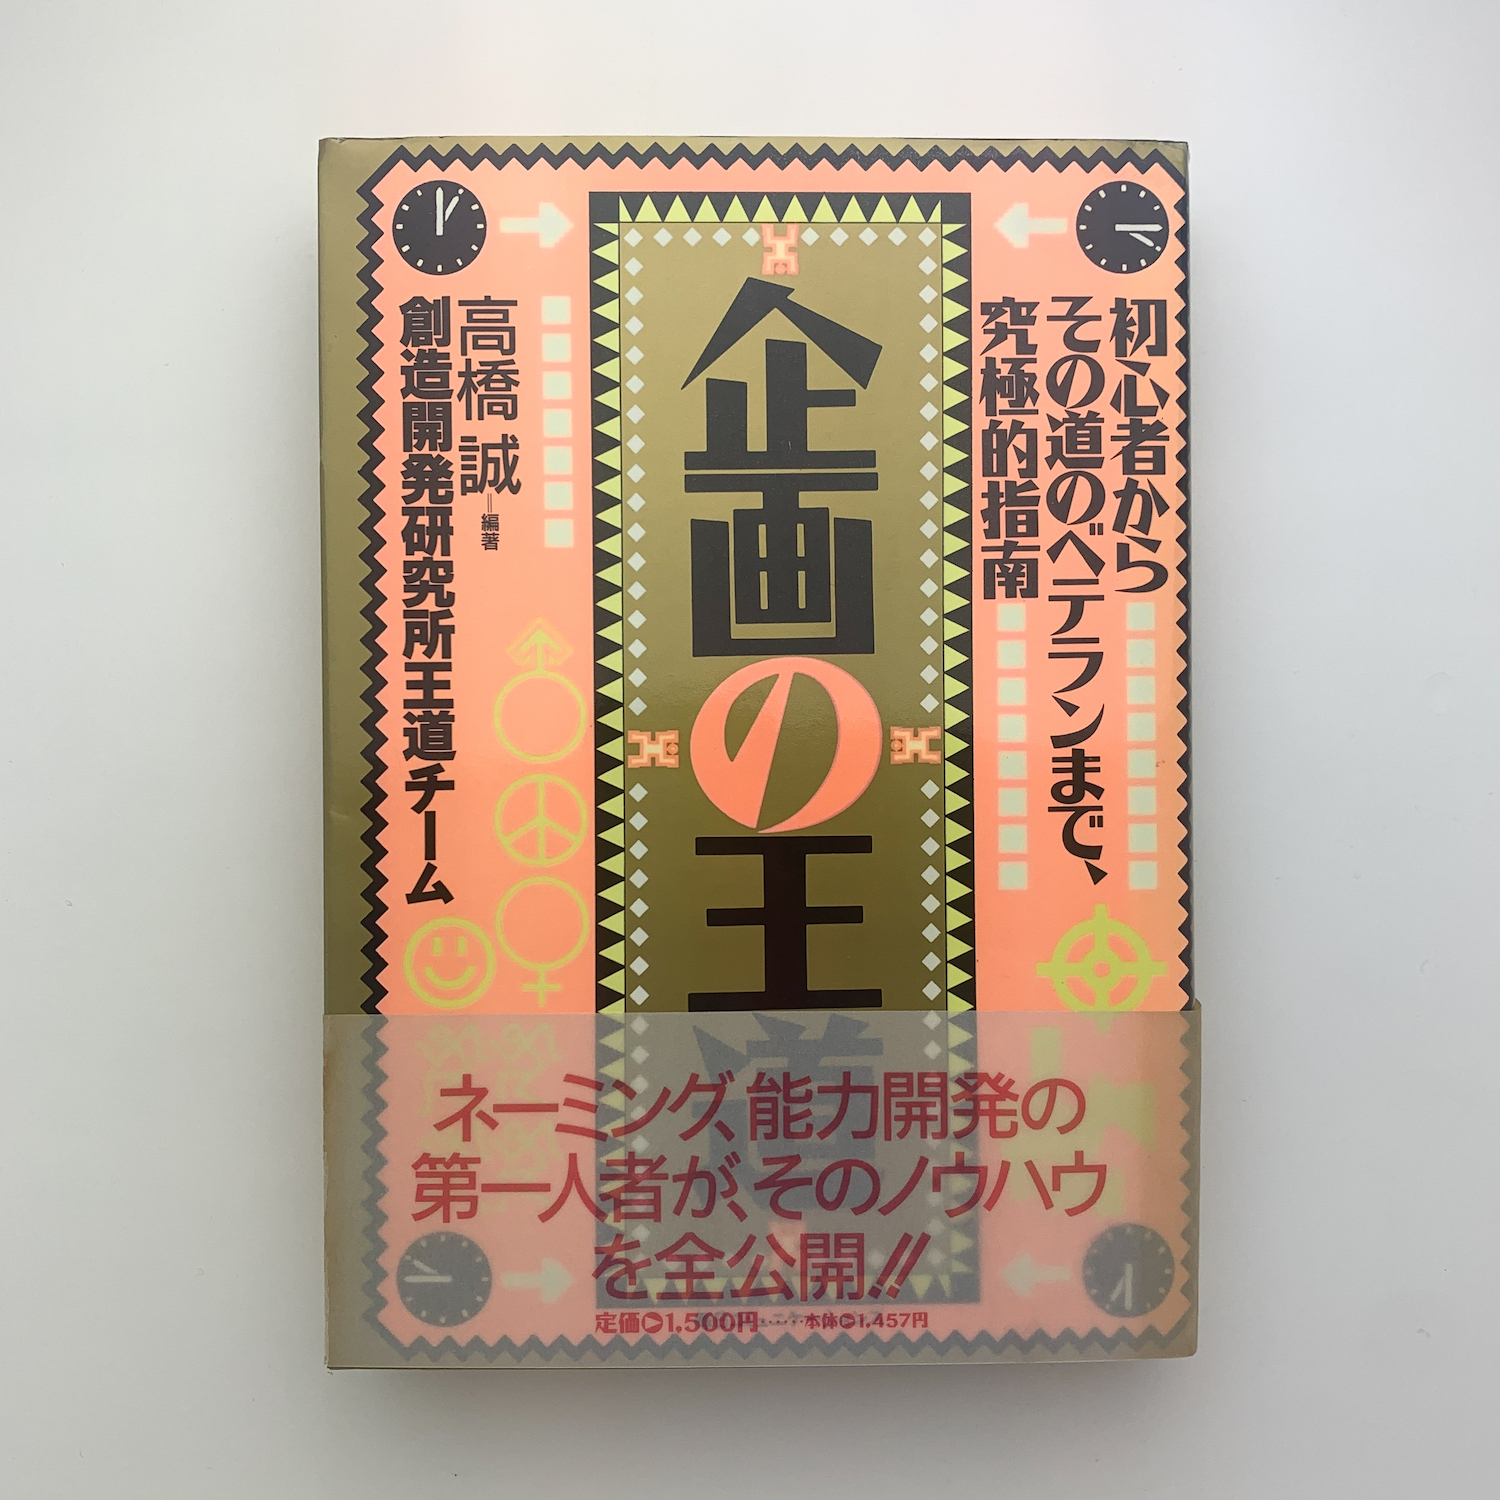 初心者から
その道のベテランまで、
究極的指南
企画の王道
高橋 誠=編著
創造開発研究所王道チーム
ネーミング、能力開発の
第一人者が、そのノウハウ
を全公開!!
定価▶1,500円……本体▶1,457円